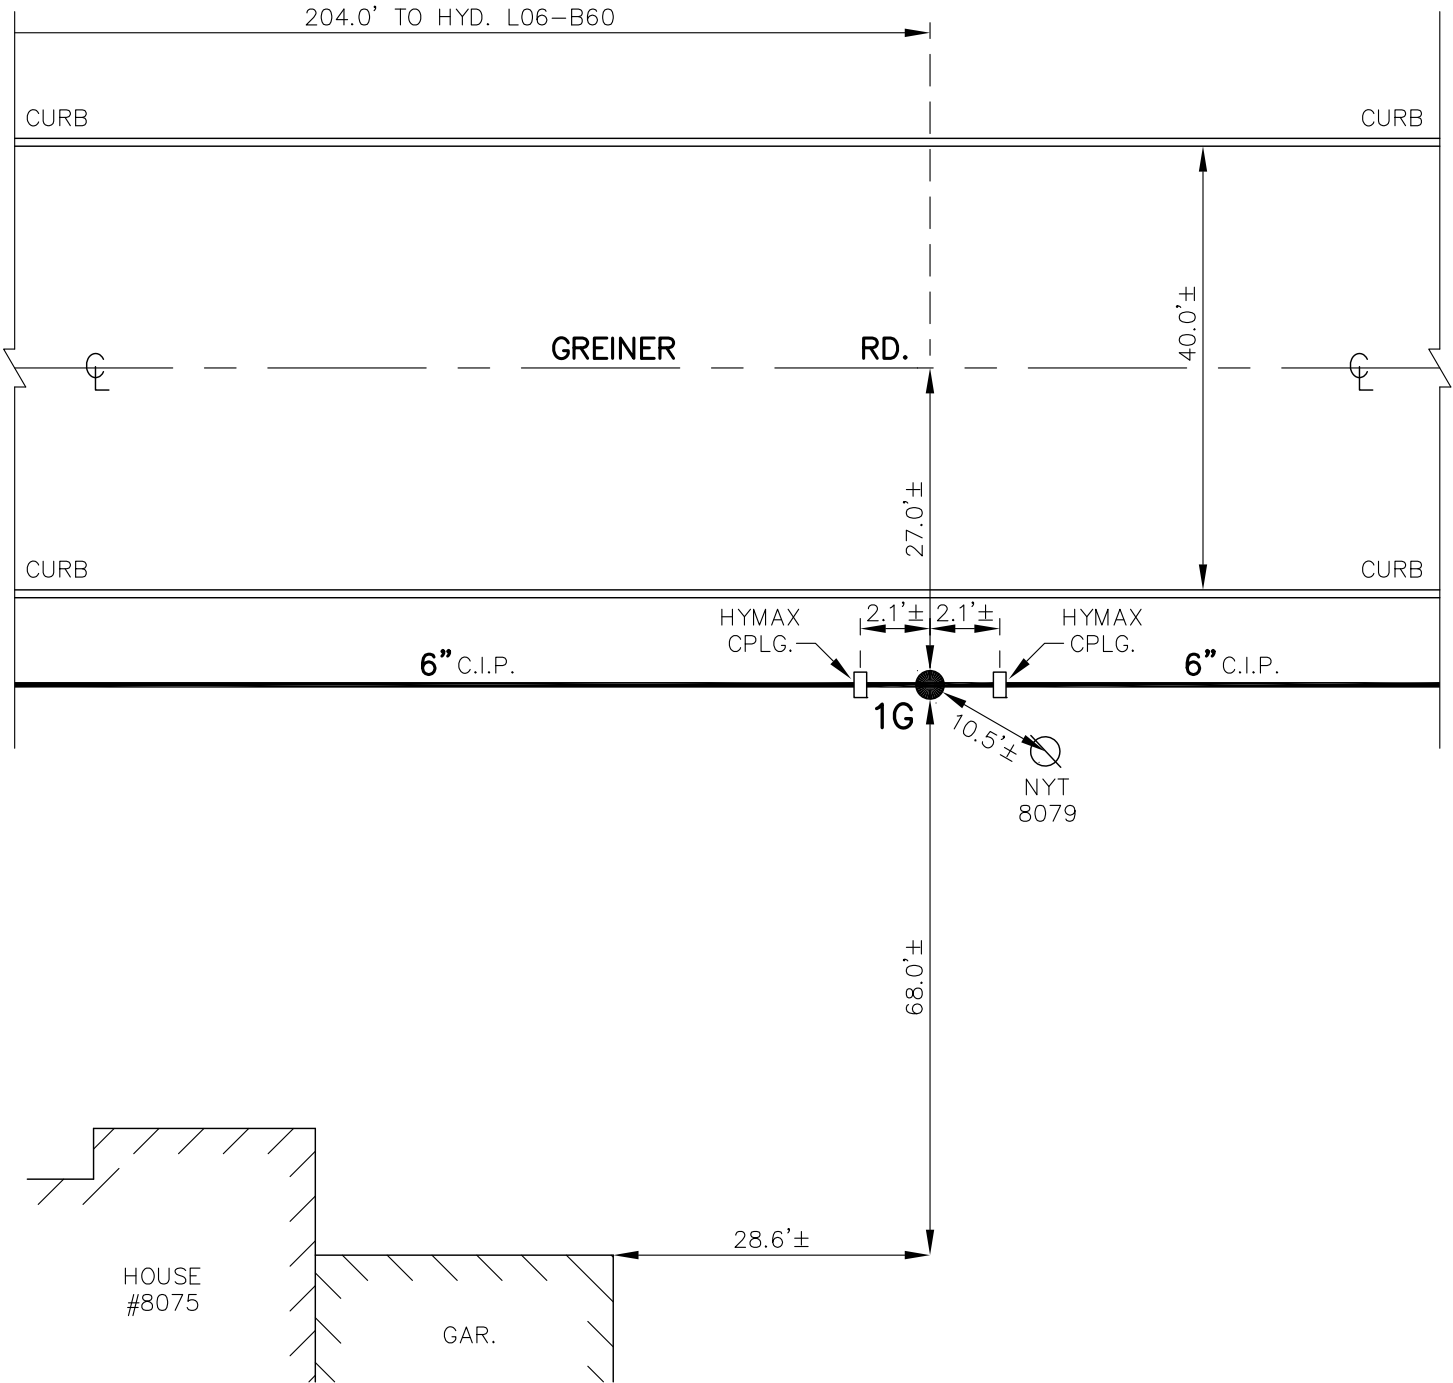 204.0' TO HYD. L06-B60
CURB
CURB
40.0'±
GREINER RD.
℄
℄
27.0'±
CURB
CURB
HYMAX
CPLG.
2.1'±
2.1'±
HYMAX
CPLG.
6" C.I.P.
6" C.I.P.
1G
10.5'±
NYT
8079
68.0'±
28.6'±
HOUSE
#8075
GAR.